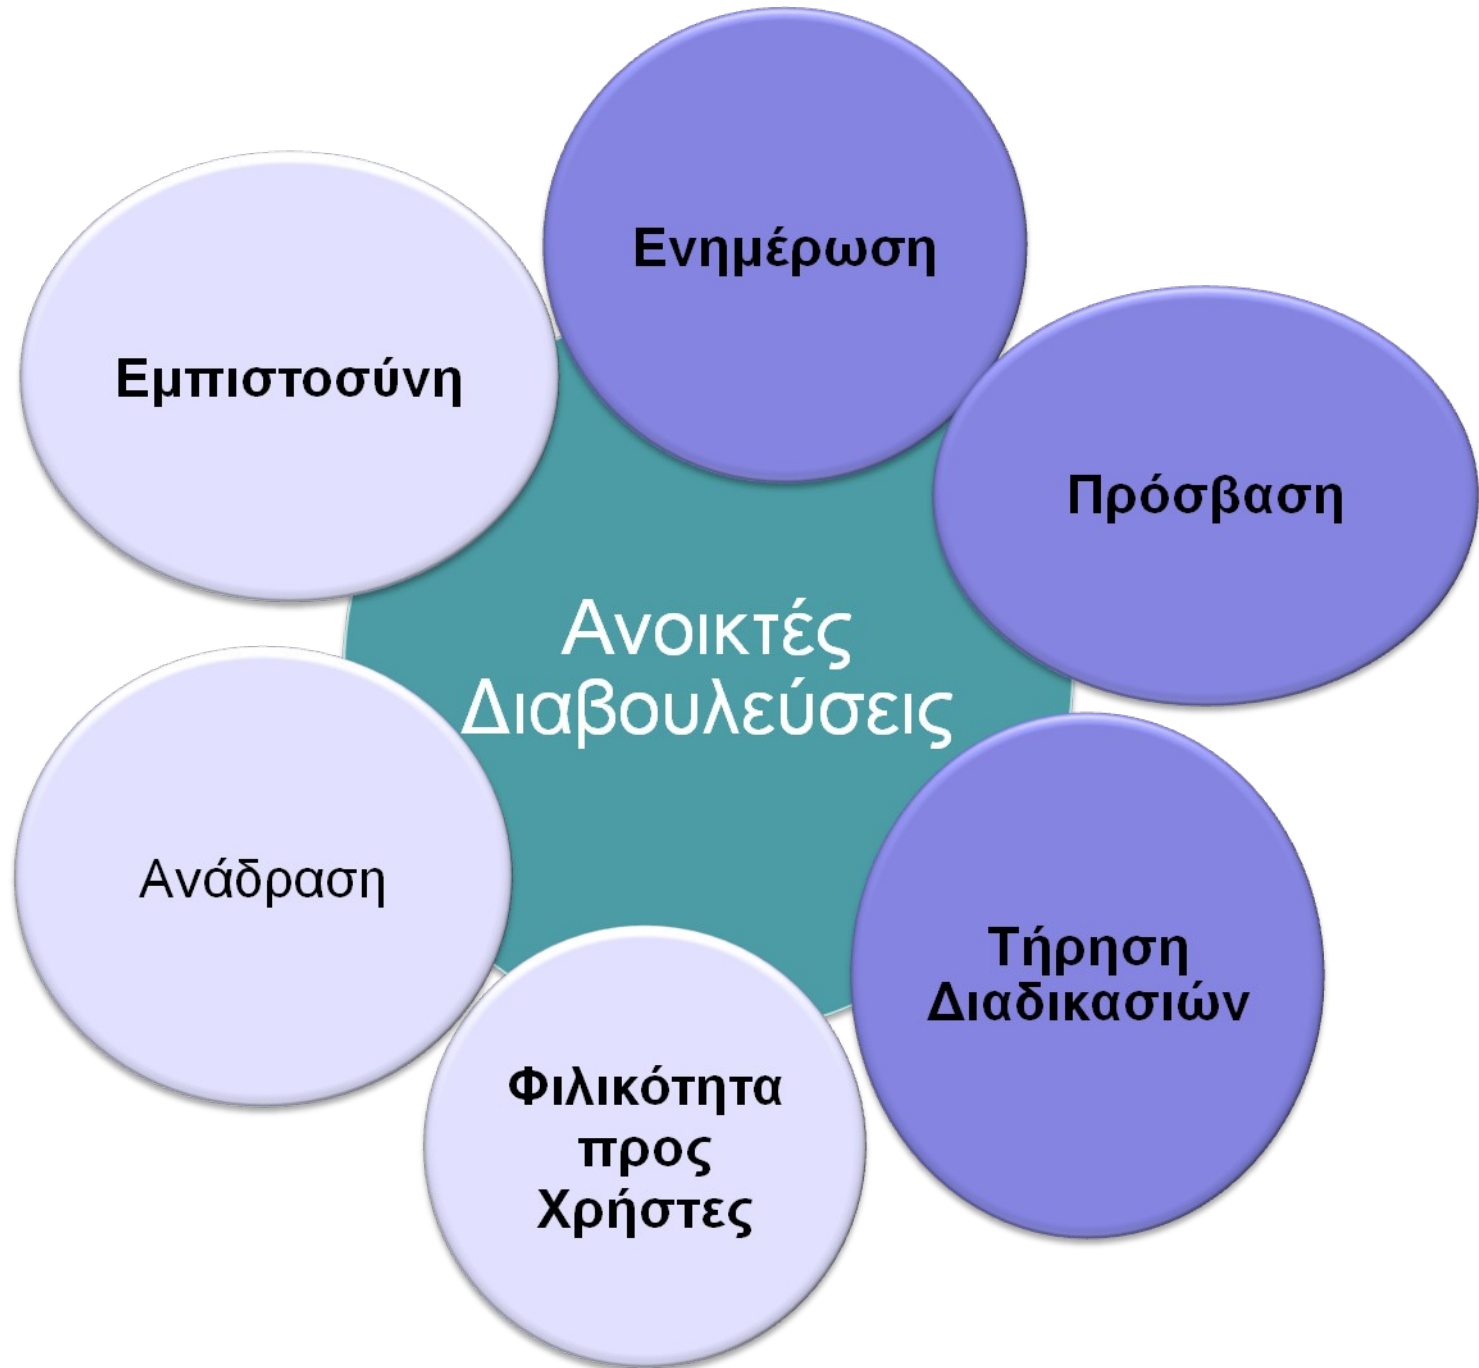 Ενημέρωση
Εμπιστοσύνη
Πρόσβαση
Ανοικτές
Διαβουλεύσεις
Ανάδραση
Τήρηση
Διαδικασιών
Φιλικότητα
προς
Χρήστες